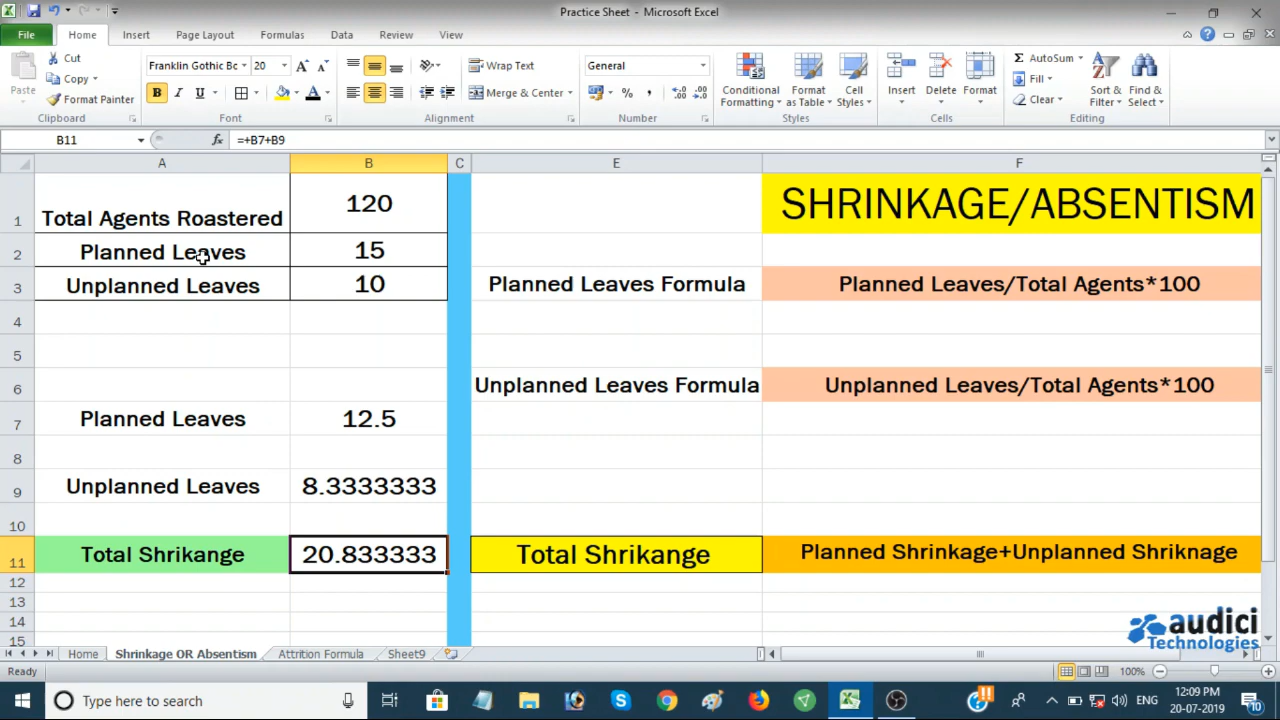 Practice Sheet - Microsoft Excel
File Home Insert Page Layout Formulas Data Review View
Paste Cut Copy Format Painter Clipboard
Franklin Gothic Bc 20 A A B I U A Font
Wrap Text Merge & Center Alignment
General % , Number
Conditional Formatting Format as Table Cell Styles Styles
Insert Delete Format Cells
Σ AutoSum Fill Clear Sort & Filter Find & Select Editing
B11 fx =+B7+B9
A B C E F
1 Total Agents Roastered 120 SHRINKAGE/ABSENTISM
2 Planned Leaves 15
3 Unplanned Leaves 10 Planned Leaves Formula Planned Leaves/Total Agents*100
4
5
6 Unplanned Leaves Formula Unplanned Leaves/Total Agents*100
7 Planned Leaves 12.5
8
9 Unplanned Leaves 8.3333333
10
11 Total Shrikange 20.833333 Total Shrikange Planned Shrinkage+Unplanned Shriknage
12
13
14
15
audici
Technologies
Home Shrinkage OR Absentism Attrition Formula Sheet9
Ready 100%
Type here to search ENG 12:09 PM
20-07-2019 10